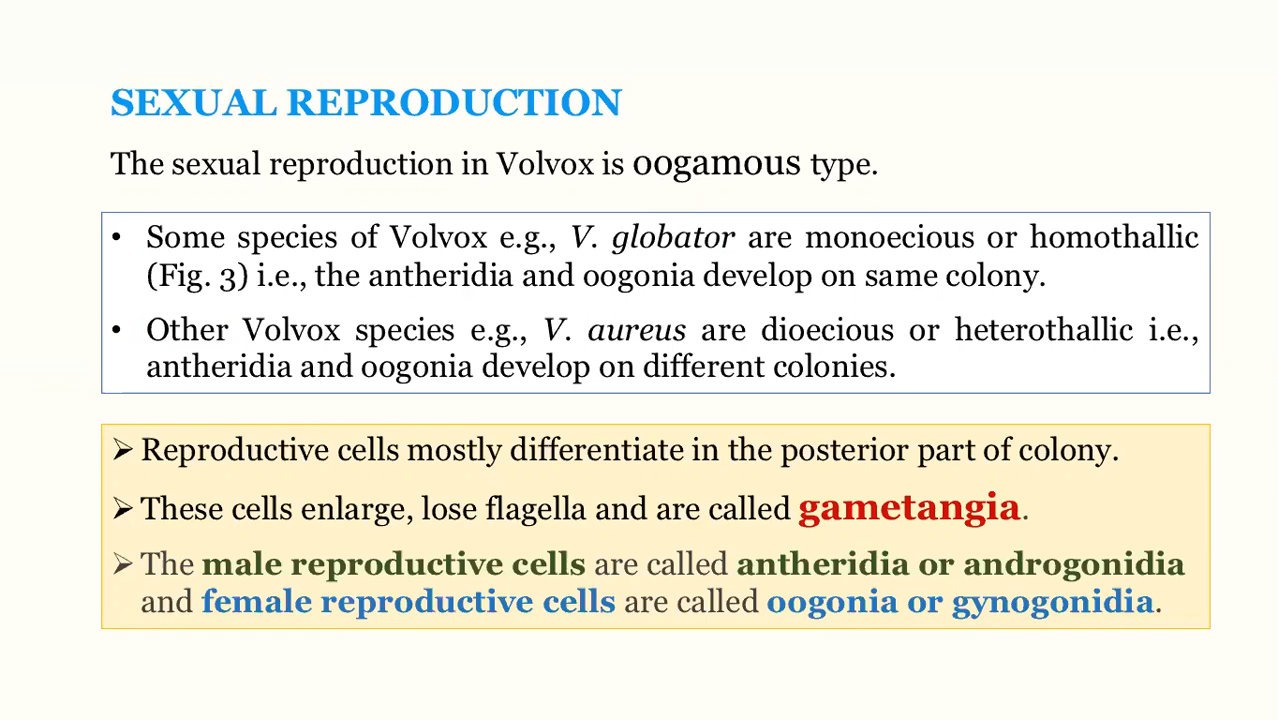 SEXUAL REPRODUCTION
The sexual reproduction in Volvox is oogamous type.
• Some species of Volvox e.g., V. globator are monoecious or homothallic
(Fig. 3) i.e., the antheridia and oogonia develop on same colony.
• Other Volvox species e.g., V. aureus are dioecious or heterothallic i.e.,
antheridia and oogonia develop on different colonies.
➢ Reproductive cells mostly differentiate in the posterior part of colony.
➢ These cells enlarge, lose flagella and are called gametangia.
➢ The male reproductive cells are called antheridia or androgonidia
and female reproductive cells are called oogonia or gynogonidia.